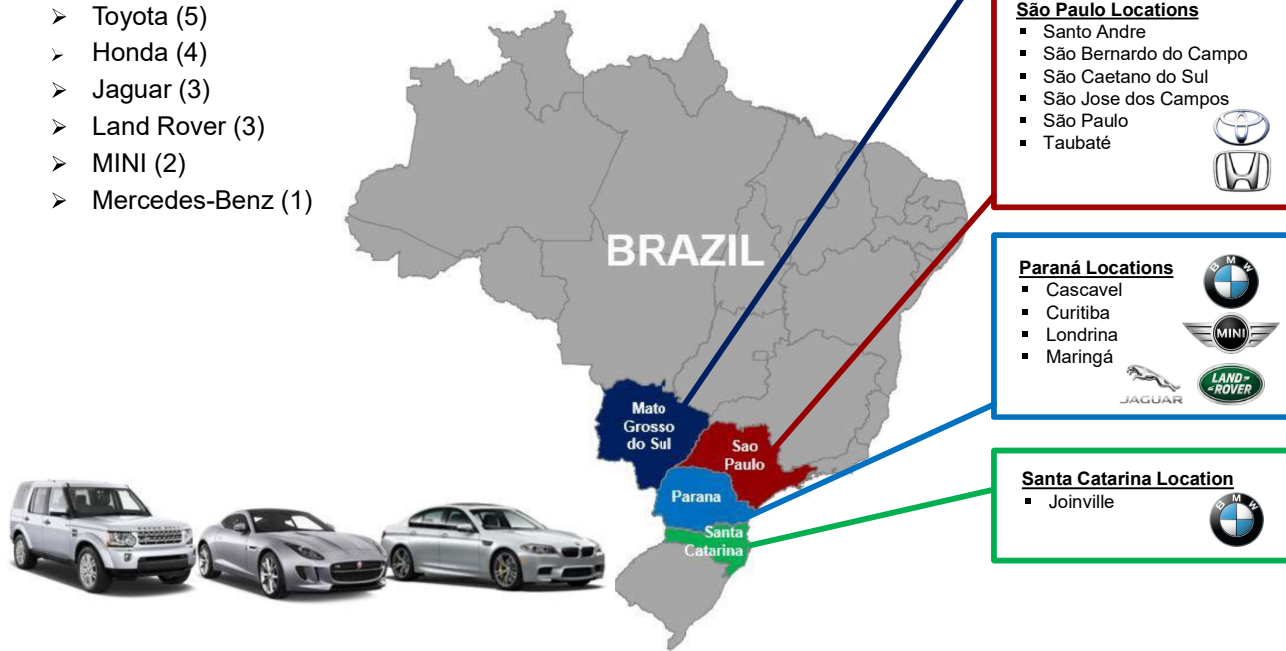 Toyota (5)
Honda (4)
Jaguar (3)
Land Rover (3)
MINI (2)
Mercedes-Benz (1)
BRAZIL
Mato
Grosso
do Sul
Sao
Paulo
Parana
Santa
Catarina
São Paulo Locations
Santo Andre
São Bernardo do Campo
São Caetano do Sul
São Jose dos Campos
São Paulo
Taubaté
Paraná Locations
Cascavel
Curitiba
Londrina
Maringá
BMW
MINI
JAGUAR
LAND-
-ROVER
Santa Catarina Location
Joinville
BMW